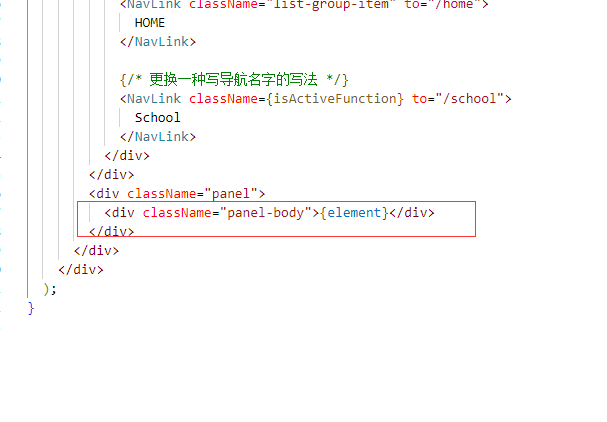 <NavLink className="list-group-item" to="/home">
HOME
</NavLink>
{/* 更换一种写导航名字的写法 */}
<NavLink className={isActiveFunction} to="/school">
School
</NavLink>
</div>
</div>
<div className="panel">
<div className="panel-body">{element}</div>
</div>
</div>
</div>
);
}